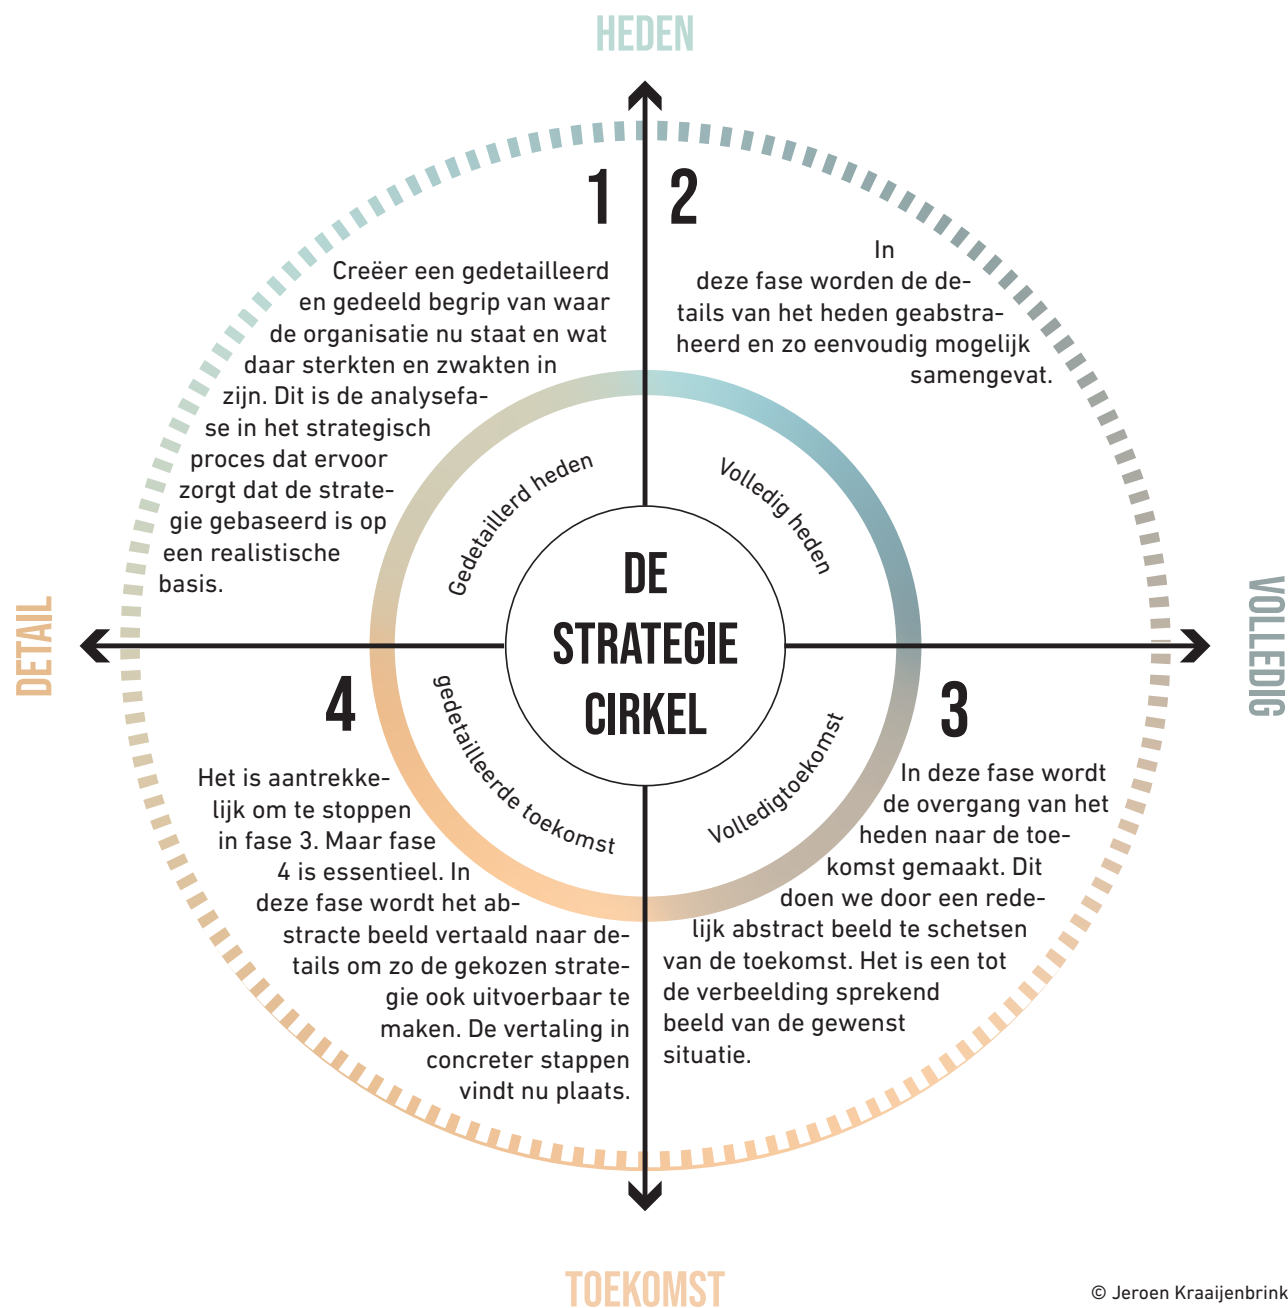 HEDEN
1
Creëer een gedetailleerd
en gedeeld begrip van waar
de organisatie nu staat en wat
daar sterkten en zwakten in
zijn. Dit is de analysefa-
se in het strategisch
proces dat ervoor
zorgt dat de strate-
gie gebaseerd is op
een realistische
basis.
2
In
deze fase worden de de-
tails van het heden geabstra-
heerd en zo eenvoudig mogelijk
samengevat.
Gedetaillerd heden
Volledig heden
DE
STRATEGIE
CIRKEL
DETAIL
VOLLEDIG
gedetailleerde toekomst
Volledigtoekomst
4
Het is aantrekke-
lijk om te stoppen
in fase 3. Maar fase
4 is essentieel. In
deze fase wordt het ab-
stracte beeld vertaald naar de-
tails om zo de gekozen strate-
gie ook uitvoerbaar te
maken. De vertaling in
concreter stappen
vindt nu plaats.
3
In deze fase wordt
de overgang van het
heden naar de toe-
komst gemaakt. Dit
doen we door een rede-
lijk abstract beeld te schetsen
van de toekomst. Het is een tot
de verbeelding sprekend
beeld van de gewenst
situatie.
TOEKOMST
© Jeroen Kraaijenbrink